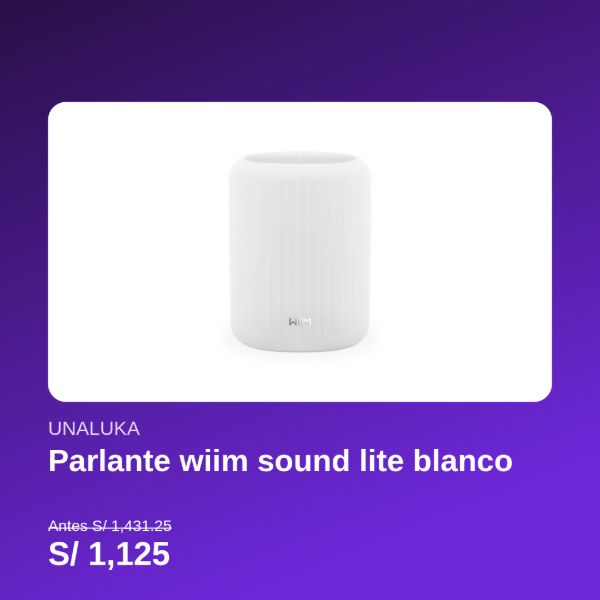 WiiM
UNALUKA
Parlante wiim sound lite blanco
Antes S/ 1,431.25
S/ 1,125